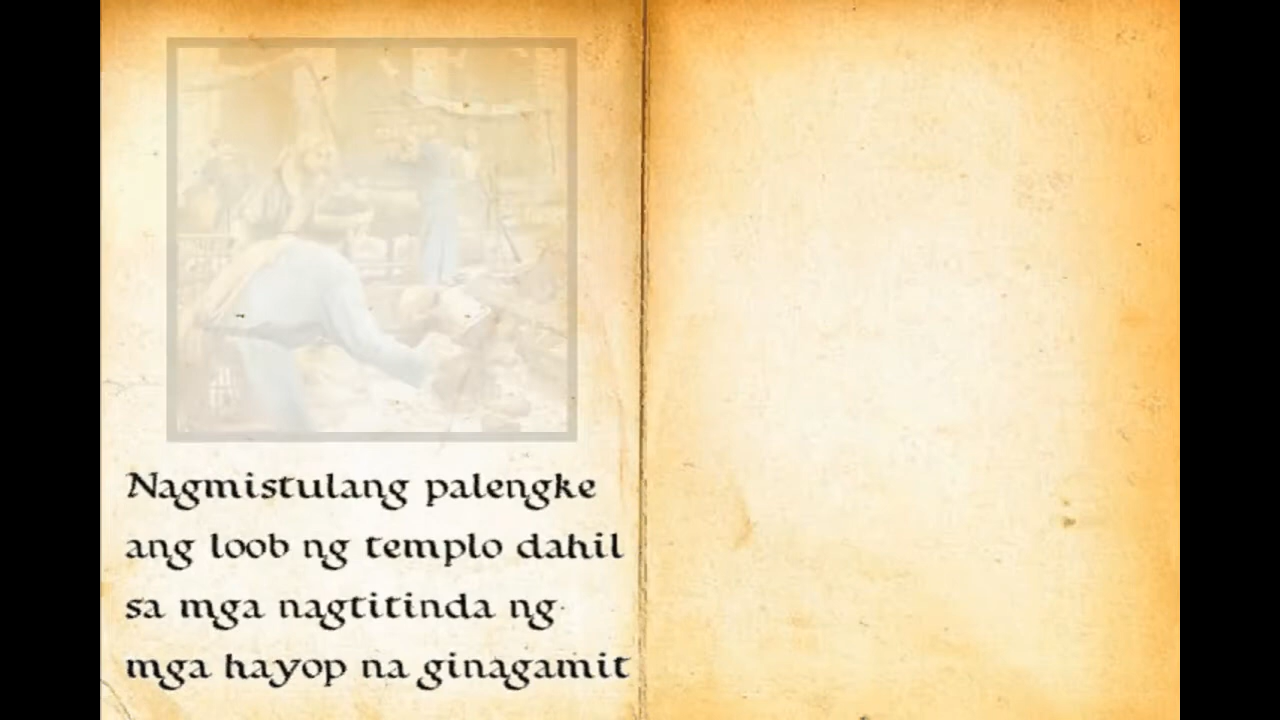 Nagmistulang palengke
ang loob ng templo dahil
sa mga nagtitinda ng
mga hayop na ginagamit